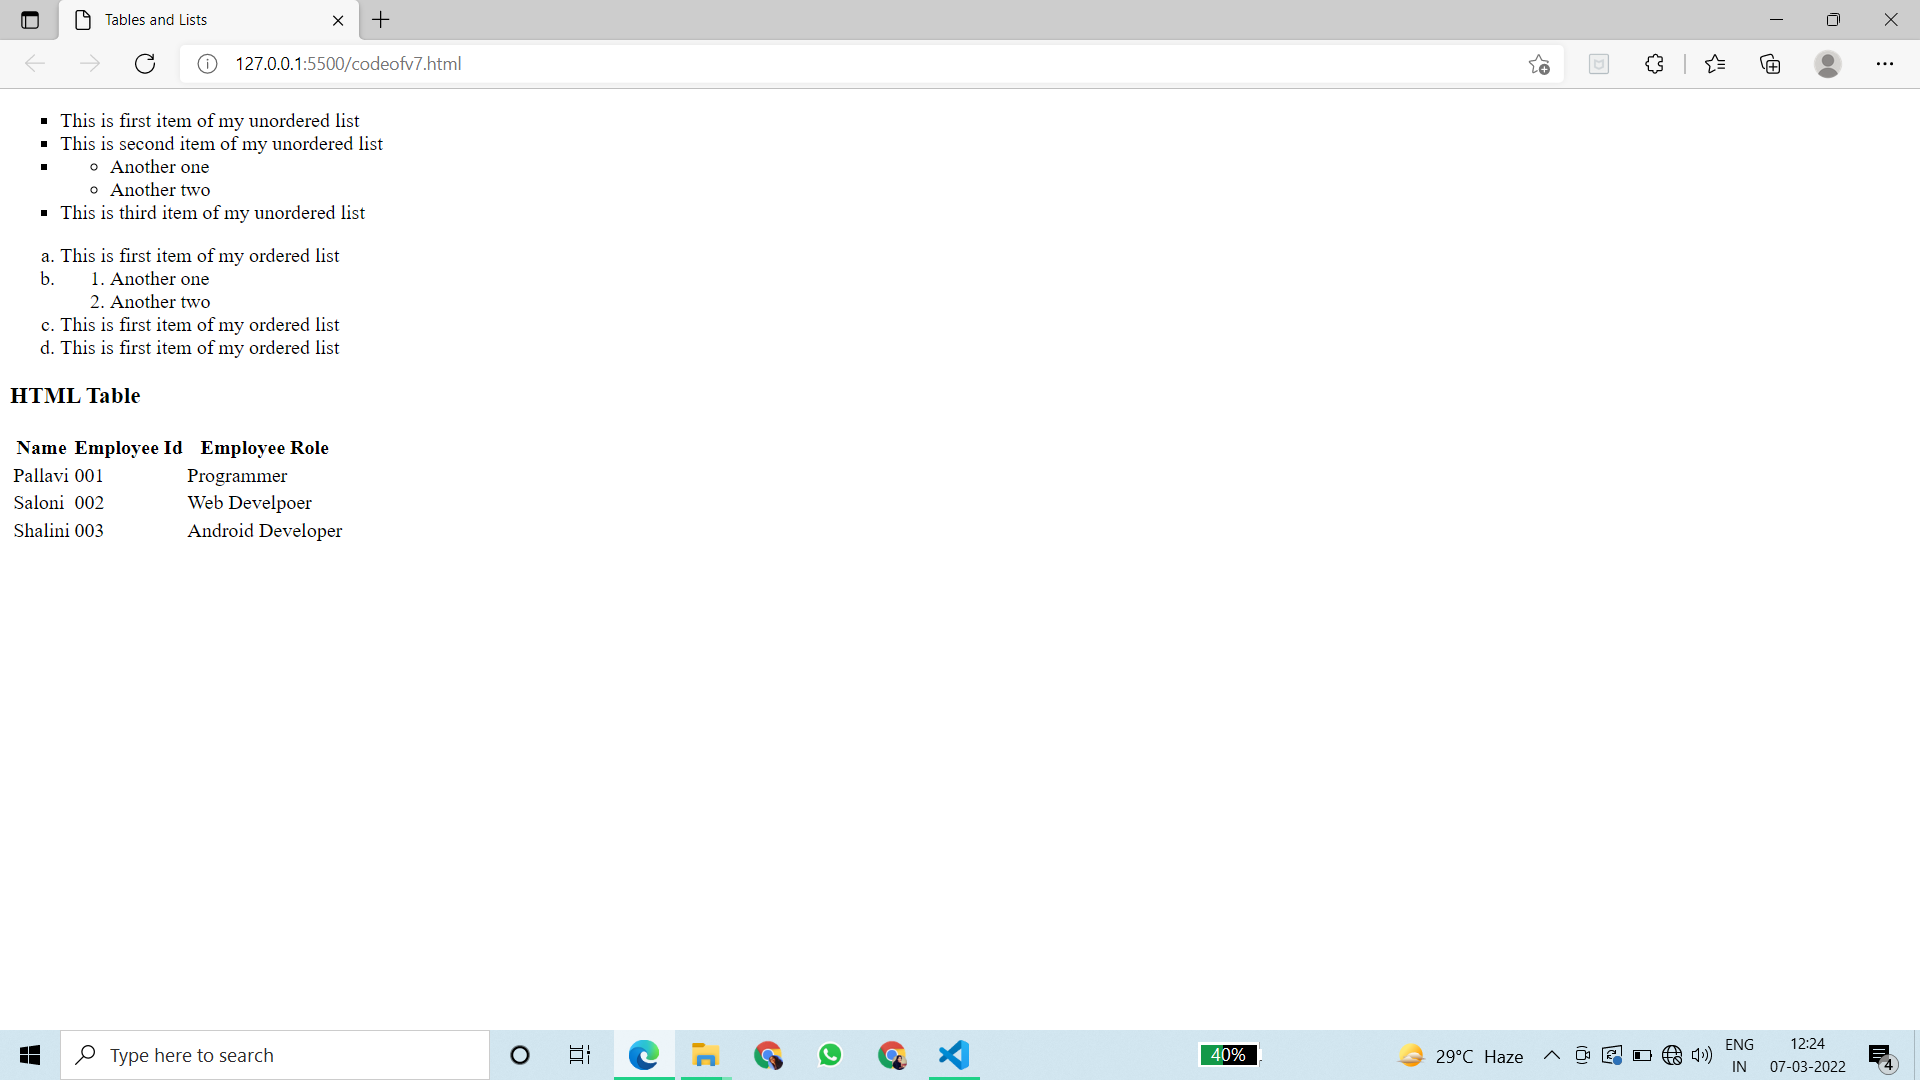 Tables and Lists
127.0.0.1:5500/codeofv7.html
This is first item of my unordered list
This is second item of my unordered list
Another one
Another two
This is third item of my unordered list
a. This is first item of my ordered list
b. 1. Another one
2. Another two
c. This is first item of my ordered list
d. This is first item of my ordered list
HTML Table
Name Employee Id Employee Role
Pallavi 001 Programmer
Saloni 002 Web Develpoer
Shalini 003 Android Developer
Type here to search
40%
29°C Haze
ENG
IN
12:24
07-03-2022
4